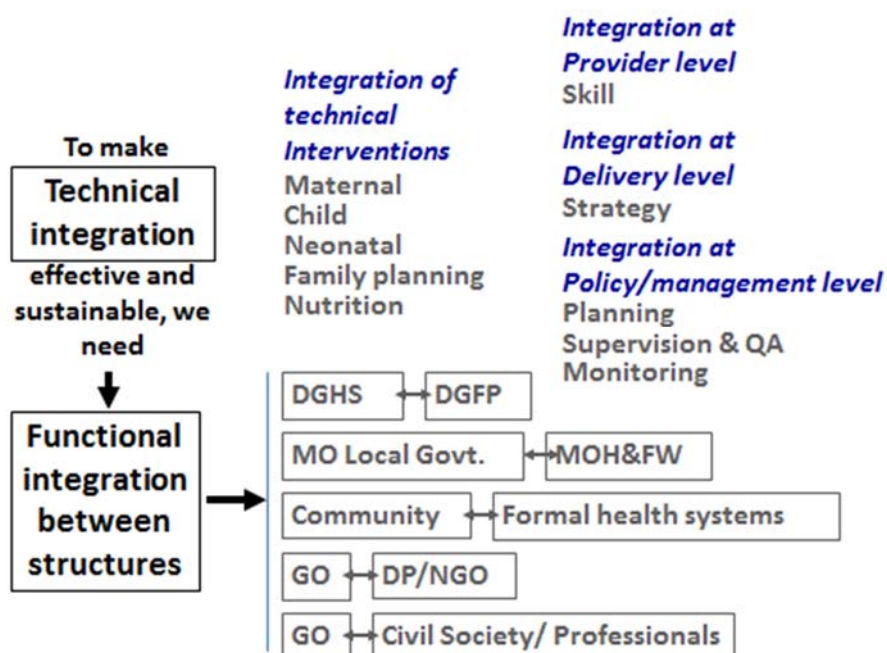 To make
Technical
integration
effective and
sustainable, we
need
Functional
integration
between
structures
Integration of
technical
Interventions
Maternal
Child
Neonatal
Family planning
Nutrition
Integration at
Provider level
Skill
Integration at
Delivery level
Strategy
Integration at
Policy/management level
Planning
Supervision & QA
Monitoring
DGHS DGFP
MO Local Govt. MOH&FW
Community Formal health systems
GO DP/NGO
GO Civil Society/ Professionals